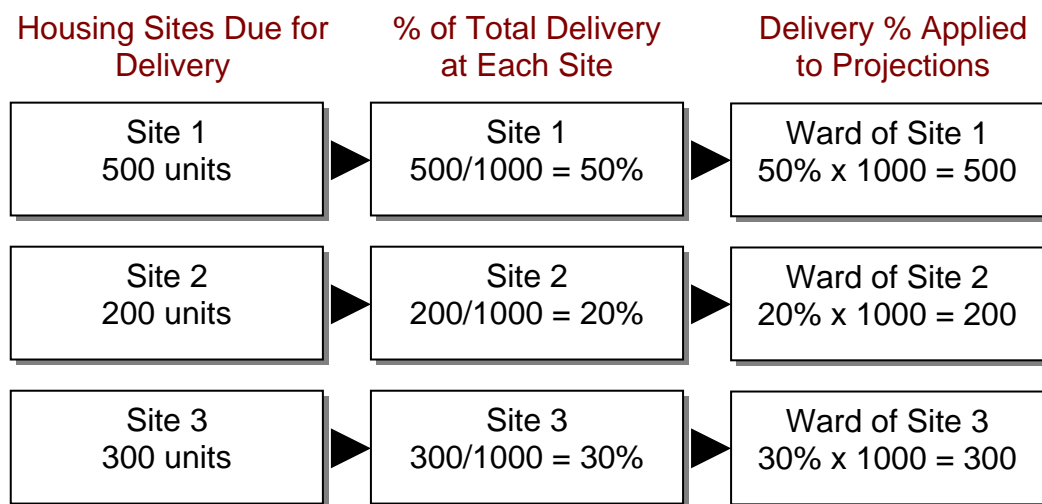 Housing Sites Due for
Delivery
% of Total Delivery
at Each Site
Delivery % Applied
to Projections
Site 1
500 units
Site 1
500/1000 = 50%
Ward of Site 1
50% x 1000 = 500
Site 2
200 units
Site 2
200/1000 = 20%
Ward of Site 2
20% x 1000 = 200
Site 3
300 units
Site 3
300/1000 = 30%
Ward of Site 3
30% x 1000 = 300